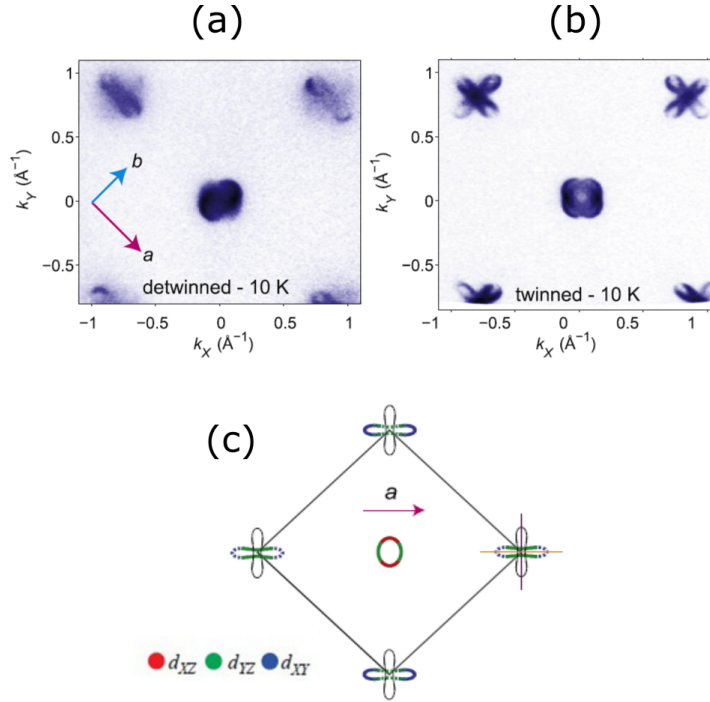 (a)
(b)
1
0.5
0
−0.5
k_Y (Å⁻¹)
b
a
detwinned - 10 K
−1
−0.5
0
0.5
1
k_X (Å⁻¹)
1
0.5
0
−0.5
k_Y (Å⁻¹)
twinned - 10 K
−1
−0.5
0
0.5
1
k_X (Å⁻¹)
(c)
a
d_XZ d_YZ d_XY